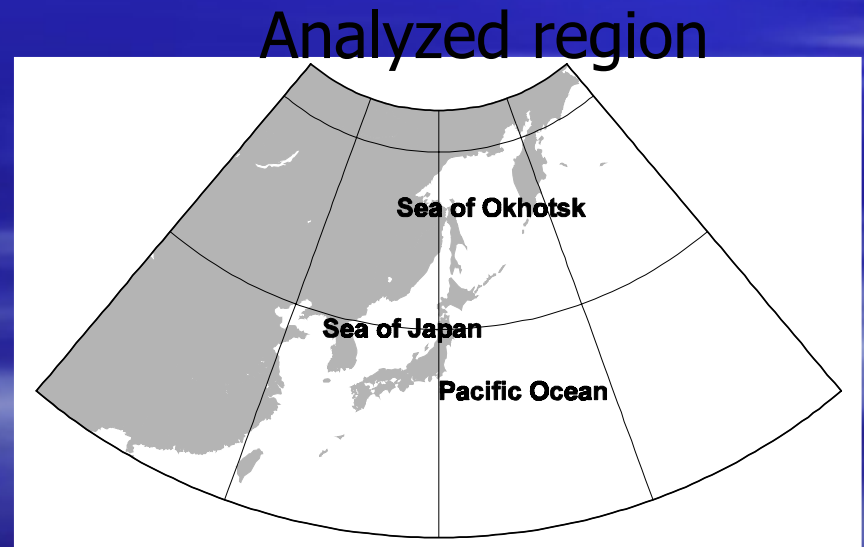 Analyzed region
Sea of Okhotsk
Sea of Japan
Pacific Ocean